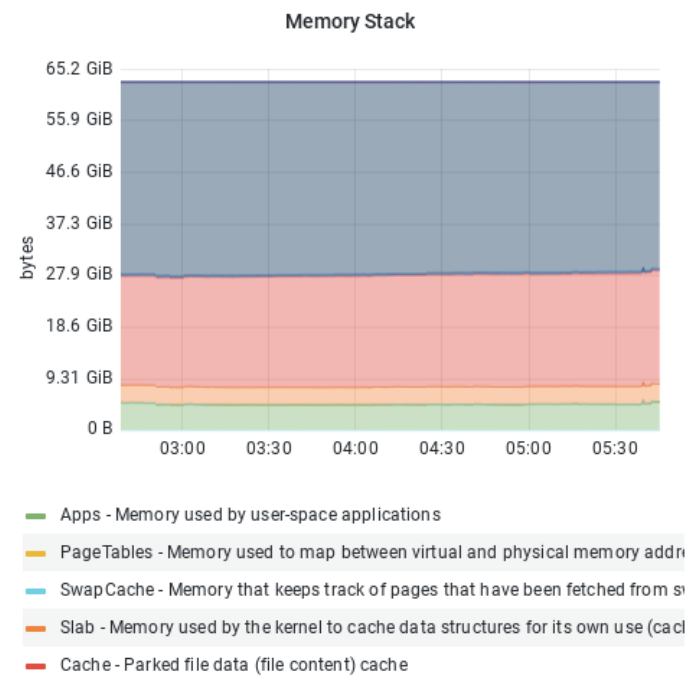 Memory Stack
65.2 GiB
55.9 GiB
46.6 GiB
37.3 GiB
27.9 GiB
18.6 GiB
9.31 GiB
0 B
bytes
03:00 03:30 04:00 04:30 05:00 05:30
Apps - Memory used by user-space applications
PageTables - Memory used to map between virtual and physical memory addre
SwapCache - Memory that keeps track of pages that have been fetched from sw
Slab - Memory used by the kernel to cache data structures for its own use (cach
Cache - Parked file data (file content) cache